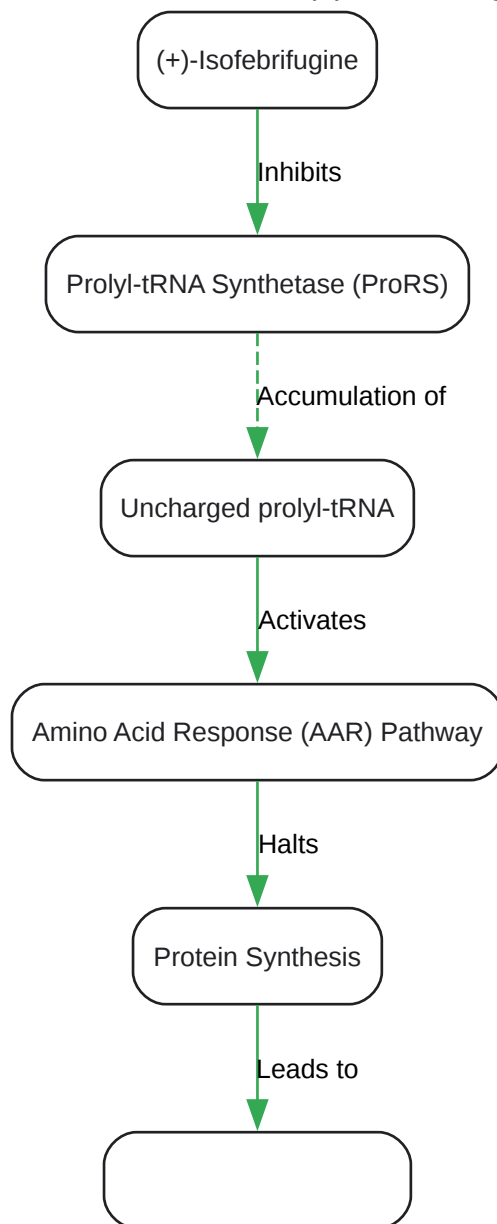 (+)-Isofebrifugine
Inhibits
Prolyl-tRNA Synthetase (ProRS)
Accumulation of
Uncharged prolyl-tRNA
Activates
Amino Acid Response (AAR) Pathway
Halts
Protein Synthesis
Leads to